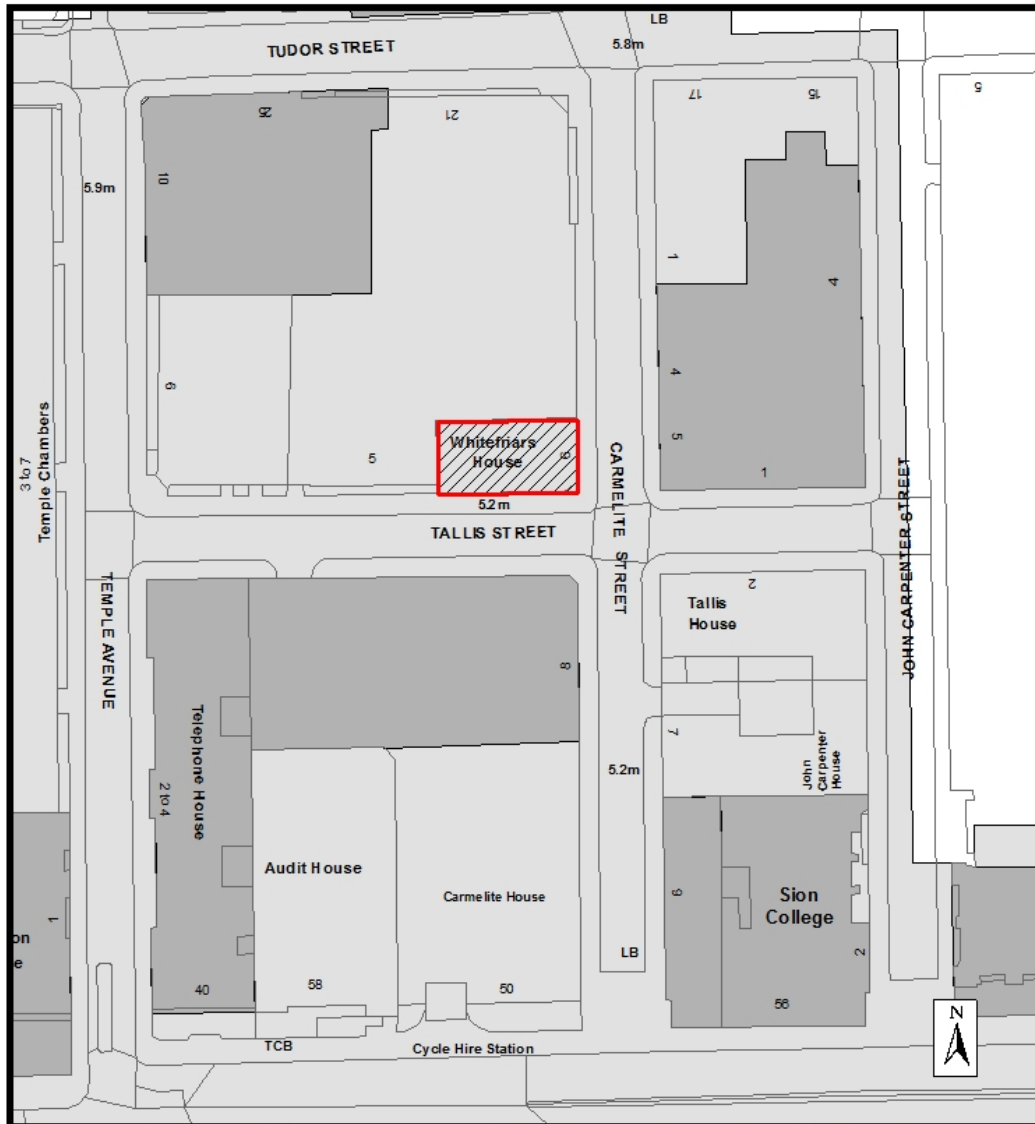 LB
TUDOR STREET
5.8m
25
21
17
15
5
10
5.9m
1
4
6
4
Temple Chambers
3 to 7
5
Whitefriars
House
9
5
1
5.2m
TALLIS STREET
CARMELITE STREET
JOHN CARPENTER STREET
TEMPLE AVENUE
2
Tallis
House
8
Telephone House
2 to 4
7
5.2m
John
Carpenter
House
Audit House
Carmelite House
Sion
College
6
2
1
on
e
LB
40
58
50
56
TCB
Cycle Hire Station
N